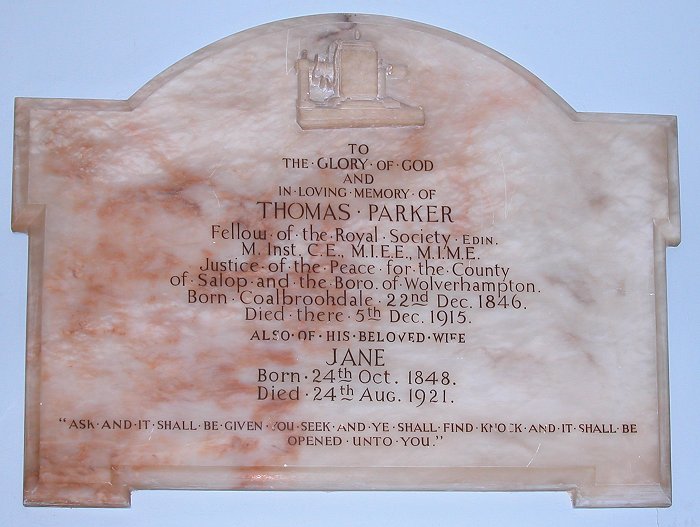 TO
THE · GLORY · OF · GOD
AND
IN · LOVING · MEMORY · OF
THOMAS · PARKER
Fellow · of · the · Royal · Society · EDIN.
M. Inst. C.E., M.I.E.E., M.I.M.E.
Justice · of · the · Peace · for · the · County
of · Salop · and · the · Boro. of · Wolverhampton.
Born · Coalbrookdale · 22nd Dec. 1846.
Died · there · 5th Dec. 1915.
ALSO · OF · HIS · BELOVED · WIFE
JANE
Born · 24th Oct. 1848.
Died · 24th Aug. 1921.
"ASK · AND · IT · SHALL · BE · GIVEN · YOU · SEEK · AND · YE · SHALL · FIND · KNOCK · AND · IT · SHALL · BE
OPENED · UNTO · YOU."